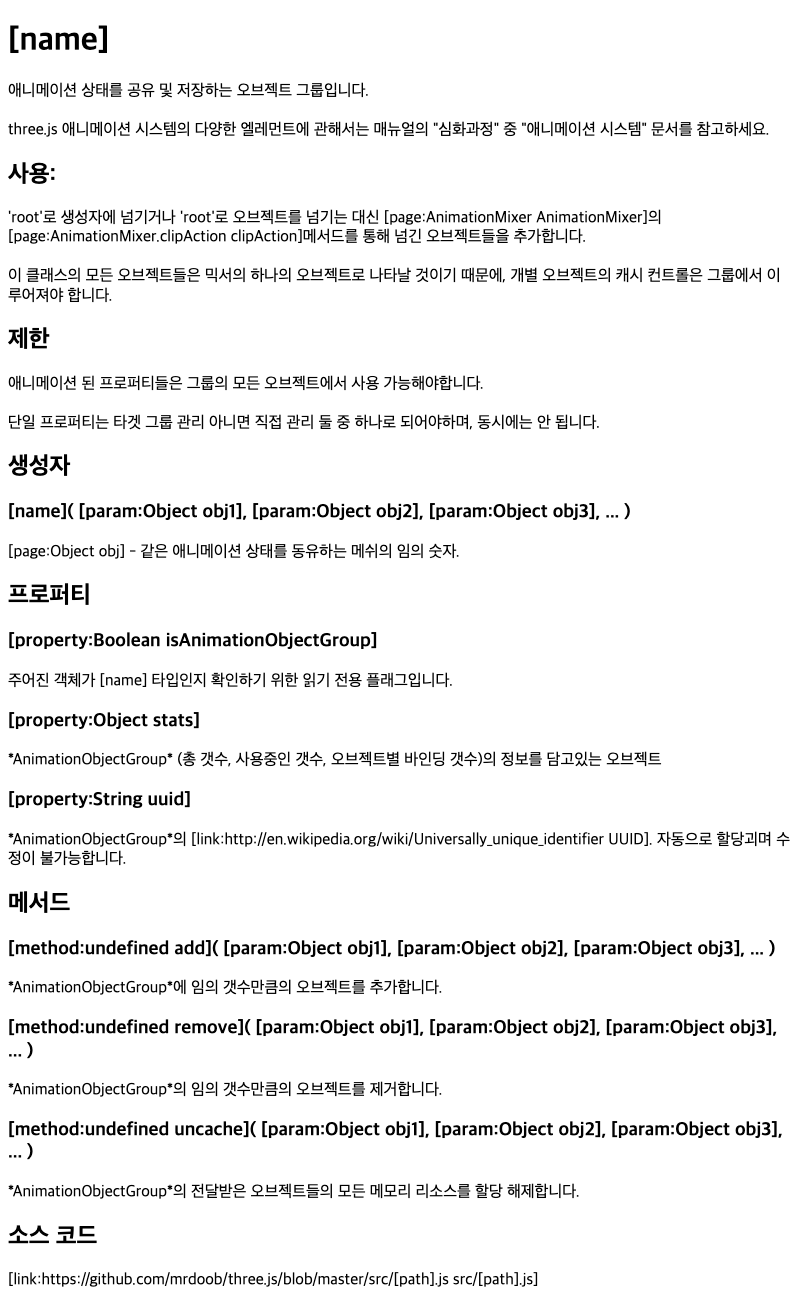 [name]
애니메이션 상태를 공유 및 저장하는 오브젝트 그룹입니다.
three.js 애니메이션 시스템의 다양한 엘레먼트에 관해서는 매뉴얼의 "심화과정" 중 "애니메이션 시스템" 문서를 참고하세요.
사용:
'root'로 생성자에 넘기거나 'root'로 오브젝트를 넘기는 대신 [page:AnimationMixer AnimationMixer]의
[page:AnimationMixer.clipAction clipAction]메서드를 통해 넘긴 오브젝트들을 추가합니다.
이 클래스의 모든 오브젝트들은 믹서의 하나의 오브젝트로 나타날 것이기 때문에, 개별 오브젝트의 캐시 컨트롤은 그룹에서 이
루어져야 합니다.
제한
애니메이션 된 프로퍼티들은 그룹의 모든 오브젝트에서 사용 가능해야합니다.
단일 프로퍼티는 타겟 그룹 관리 아니면 직접 관리 둘 중 하나로 되어야하며, 동시에는 안 됩니다.
생성자
[name]( [param:Object obj1], [param:Object obj2], [param:Object obj3], ... )
[page:Object obj] - 같은 애니메이션 상태를 동유하는 메쉬의 임의 숫자.
프로퍼티
[property:Boolean isAnimationObjectGroup]
주어진 객체가 [name] 타입인지 확인하기 위한 읽기 전용 플래그입니다.
[property:Object stats]
*AnimationObjectGroup* (총 갯수, 사용중인 갯수, 오브젝트별 바인딩 갯수)의 정보를 담고있는 오브젝트
[property:String uuid]
*AnimationObjectGroup*의 [link:http://en.wikipedia.org/wiki/Universally_unique_identifier UUID]. 자동으로 할당괴며 수
정이 불가능합니다.
메서드
[method:undefined add]( [param:Object obj1], [param:Object obj2], [param:Object obj3], ... )
*AnimationObjectGroup*에 임의 갯수만큼의 오브젝트를 추가합니다.
[method:undefined remove]( [param:Object obj1], [param:Object obj2], [param:Object obj3],
... )
*AnimationObjectGroup*의 임의 갯수만큼의 오브젝트를 제거합니다.
[method:undefined uncache]( [param:Object obj1], [param:Object obj2], [param:Object obj3],
... )
*AnimationObjectGroup*의 전달받은 오브젝트들의 모든 메모리 리소스를 할당 해제합니다.
소스 코드
[link:https://github.com/mrdoob/three.js/blob/master/src/[path].js src/[path].js]